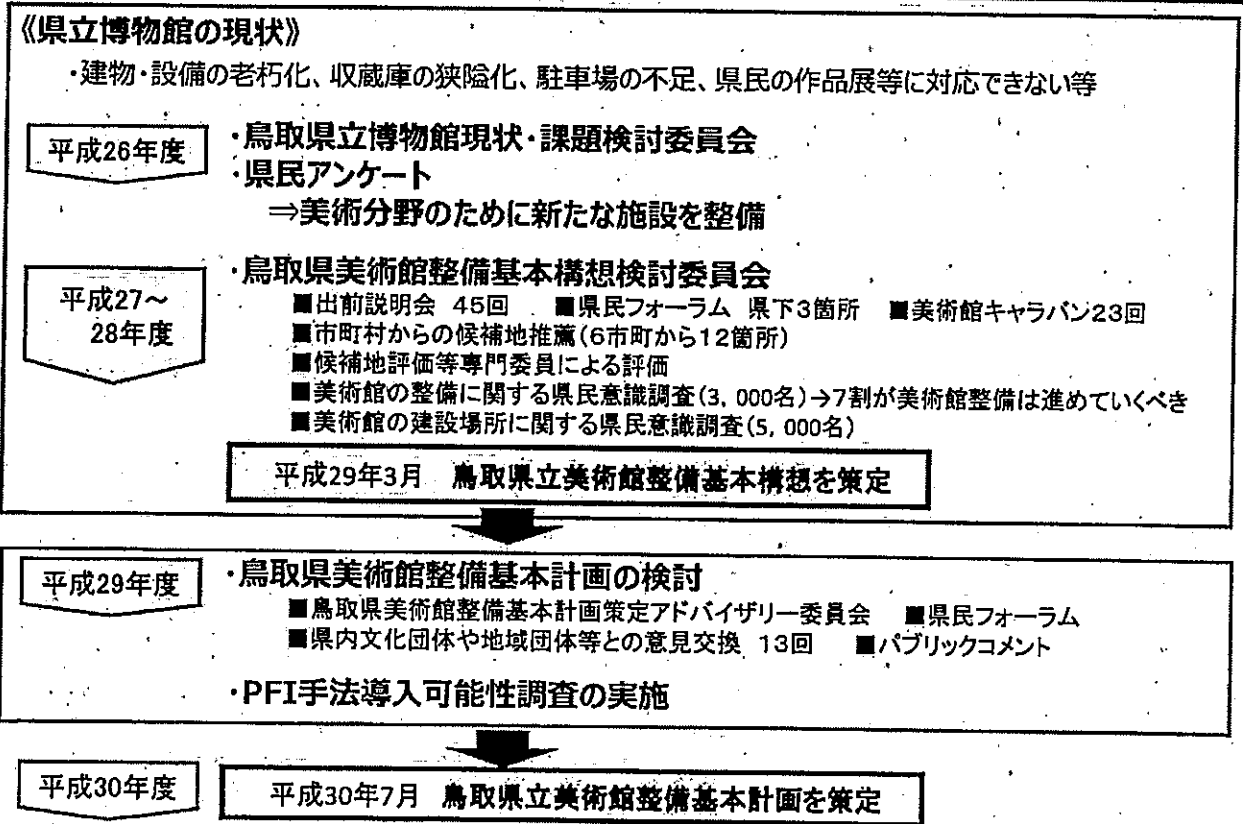 《県立博物館の現状》
・建物・設備の老朽化、収蔵庫の狭隘化、駐車場の不足、県民の作品展等に対応できない等
平成26年度
・鳥取県立博物館現状・課題検討委員会
・県民アンケート
⇒美術分野のために新たな施設を整備
平成27～
28年度
・鳥取県美術館整備基本構想検討委員会
■出前説明会 45回 ■県民フォーラム 県下3箇所 ■美術館キャラバン23回
■市町村からの候補地推薦(6市町から12箇所)
■候補地評価等専門委員による評価
■美術館の整備に関する県民意識調査(3,000名)→7割が美術館整備は進めていくべき
■美術館の建設場所に関する県民意識調査(5,000名)
平成29年3月 鳥取県立美術館整備基本構想を策定
平成29年度
・鳥取県美術館整備基本計画の検討
■鳥取県美術館整備基本計画策定アドバイザリー委員会 ■県民フォーラム
■県内文化団体や地域団体等との意見交換 13回 ■パブリックコメント
・PFI手法導入可能性調査の実施
平成30年度
平成30年7月 鳥取県立美術館整備基本計画を策定